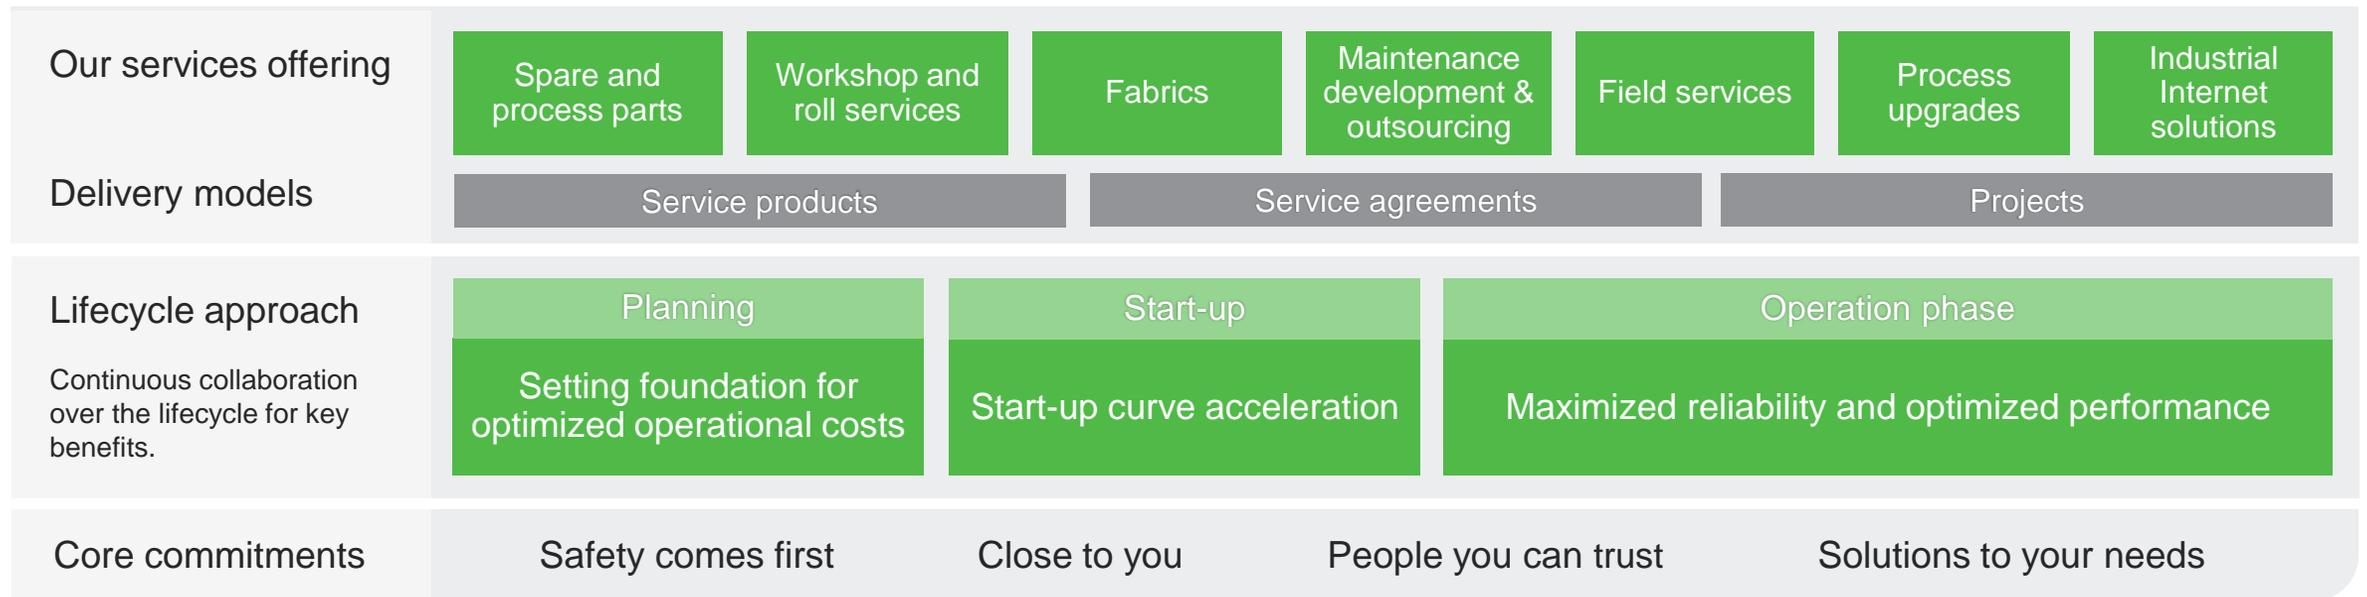 Our services offering
Spare and
process parts
Workshop and
roll services
Fabrics
Maintenance
development &
outsourcing
Field services
Process
upgrades
Industrial
Internet
solutions
Delivery models
Service products
Service agreements
Projects
Lifecycle approach
Continuous collaboration
over the lifecycle for key
benefits.
Planning
Setting foundation for
optimized operational costs
Start-up
Start-up curve acceleration
Operation phase
Maximized reliability and optimized performance
Core commitments
Safety comes first
Close to you
People you can trust
Solutions to your needs